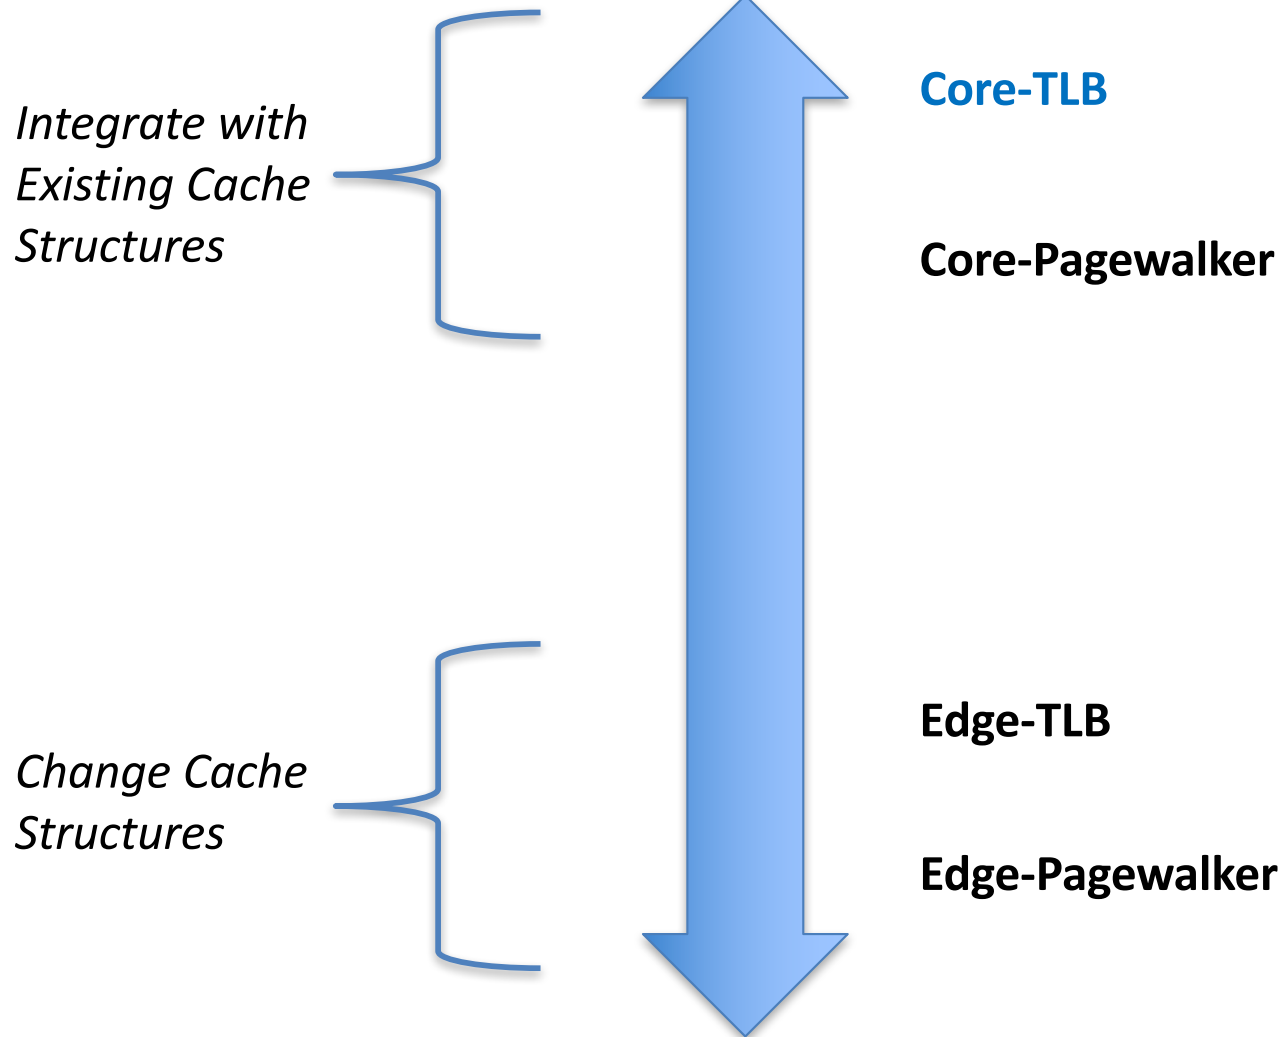 Integrate with
Existing Cache
Structures
Core-TLB
Core-Pagewalker
Change Cache
Structures
Edge-TLB
Edge-Pagewalker